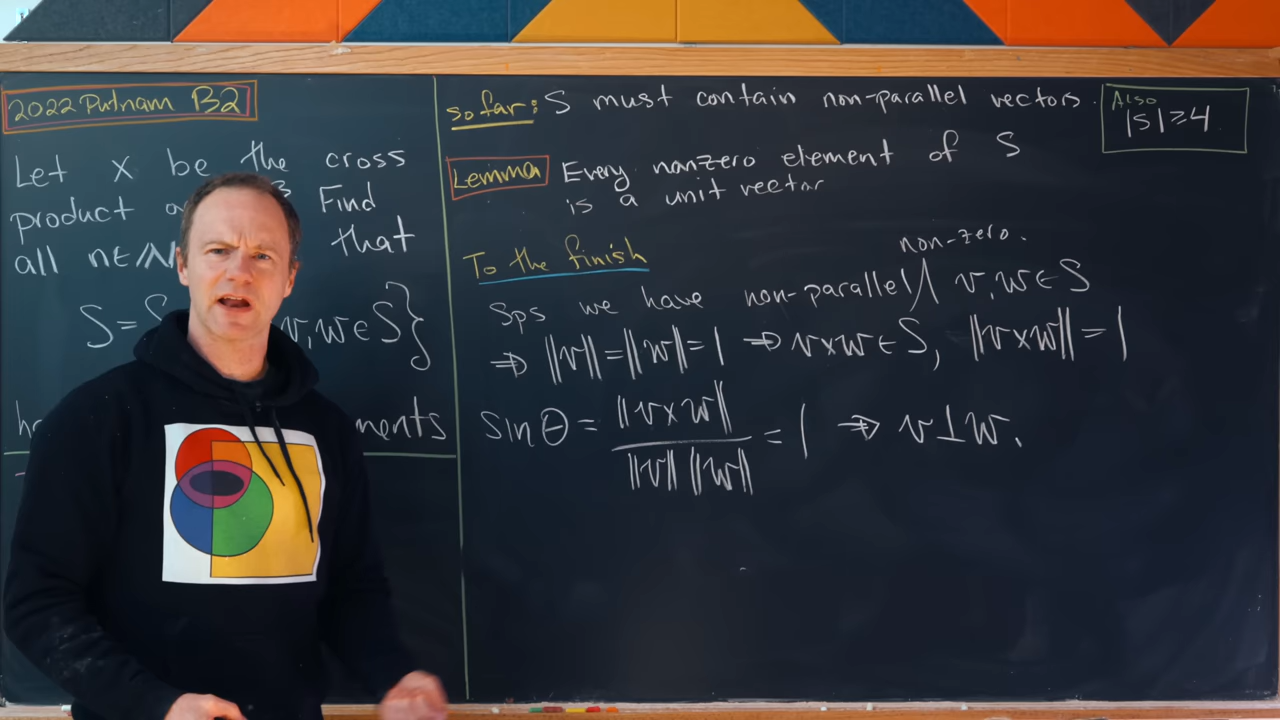 2022 Putnam B2
Let x be the cross
product 3 Find
all n∈ℕ that
S={ v,w∈S}
ments
so far: S must contain non-parallel vectors.
Also
|S|≥4
Lemma Every nonzero element of S
is a unit vector
To the finish
non-zero.
Sps we have non-parallel/\ v,w∈S
⇒ ||v||=||w||=1 ⇒ v×w∈S, ||v×w||=1
sinθ = ||v×w|| / ||v|| ||w|| = 1 ⇒ v⊥w.